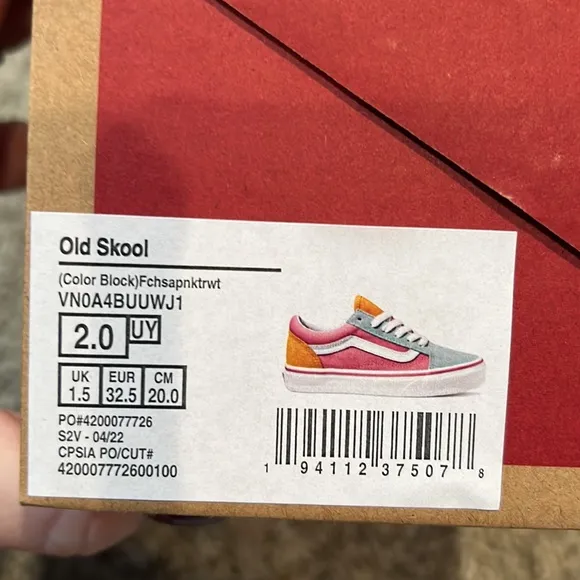 Old Skool
(Color Block)Fchsapnktrwt
VN0A4BUUWJ1
2.0 UY
UK EUR CM
1.5 32.5 20.0
PO#4200077726
S2V - 04/22
CPSIA PO/CUT#
420007772600100
1 94112 37507 8